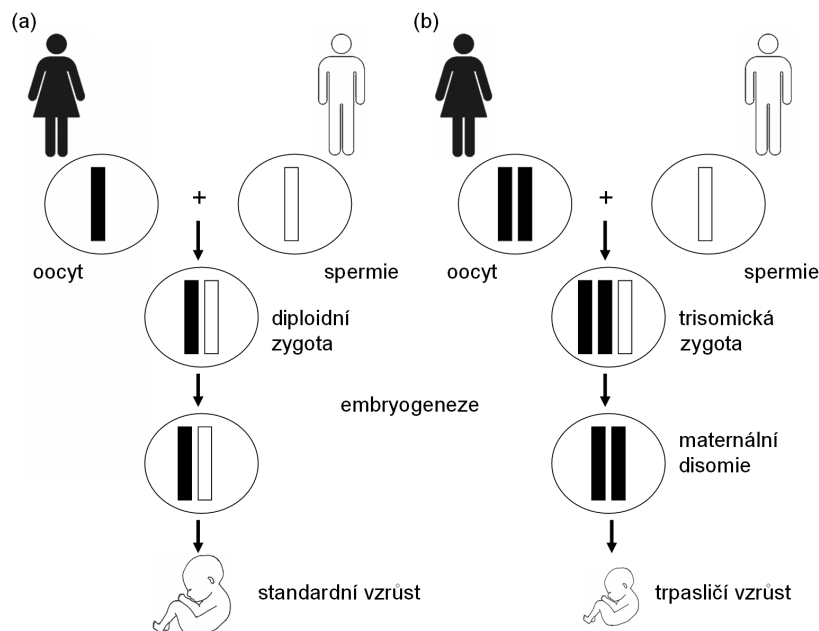 (a)
(b)
+
+
oocyt
spermie
oocyt
spermie
diploidní
zygota
trisomická
zygota
embryogeneze
maternální
disomie
standardní vzrůst
trpasličí vzrůst